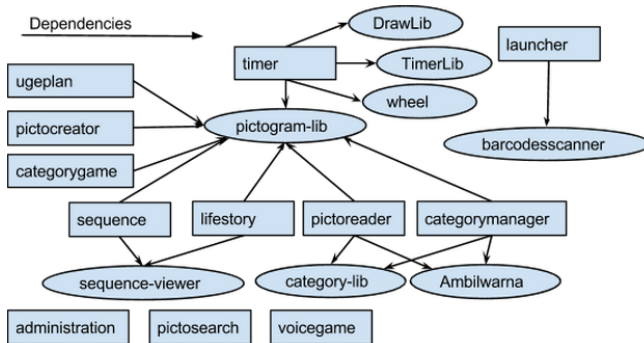 Dependencies
DrawLib
launcher
timer
TimerLib
ugeplan
wheel
pictocreator
pictogram-lib
barcodesscanner
categorygame
sequence
lifestory
pictoreader
categorymanager
sequence-viewer
category-lib
Ambilwarna
administration
pictosearch
voicegame